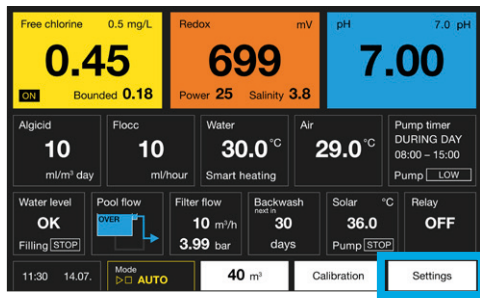 Free chlorine 0.5 mg/L
0.45
ON Bounded 0.18
Redox mV
699
Power 25 Salinity 3.8
pH 7.0 pH
7.00
Algicid
10
ml/m³ day
Flocc
10
ml/hour
Water
30.0°C
Smart heating
Air
29.0°C
Pump timer
DURING DAY
08:00 – 15:00
Pump LOW
Water level
OK
Filling STOP
Pool flow
OVER
Filter flow
10 m³/h
3.99 bar
Backwash
next in
30
days
Solar °C
36.0
Pump STOP
Relay
OFF
11:30 14.07.
Mode
AUTO
40 m³
Calibration
Settings